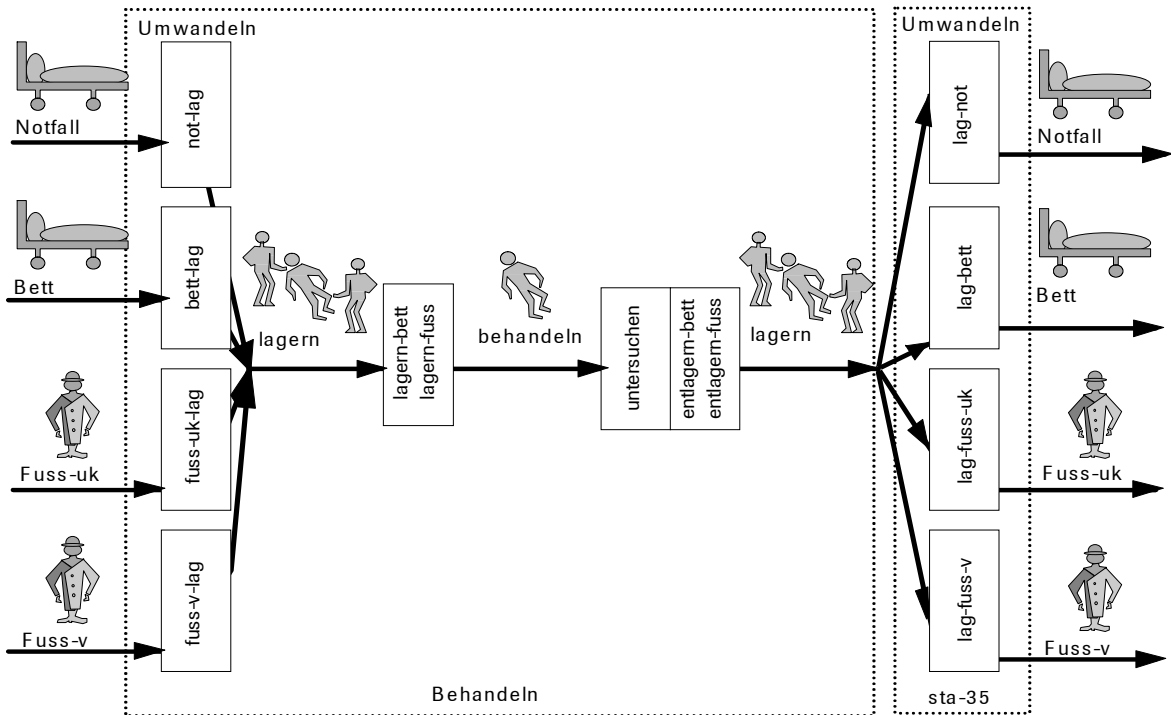 Umwandeln
Notfall
not-lag
Bett
bett-lag
Fuss-uk
fuss-uk-lag
Fuss-v
fuss-v-lag
lagern
lagern-bett
lagern-fuss
behandeln
untersuchen
entlagern-bett
entlagern-fuss
lagern
Behandeln
Umwandeln
lag-not
Notfall
lag-bett
Bett
lag-fuss-uk
Fuss-uk
lag-fuss-v
Fuss-v
sta-35